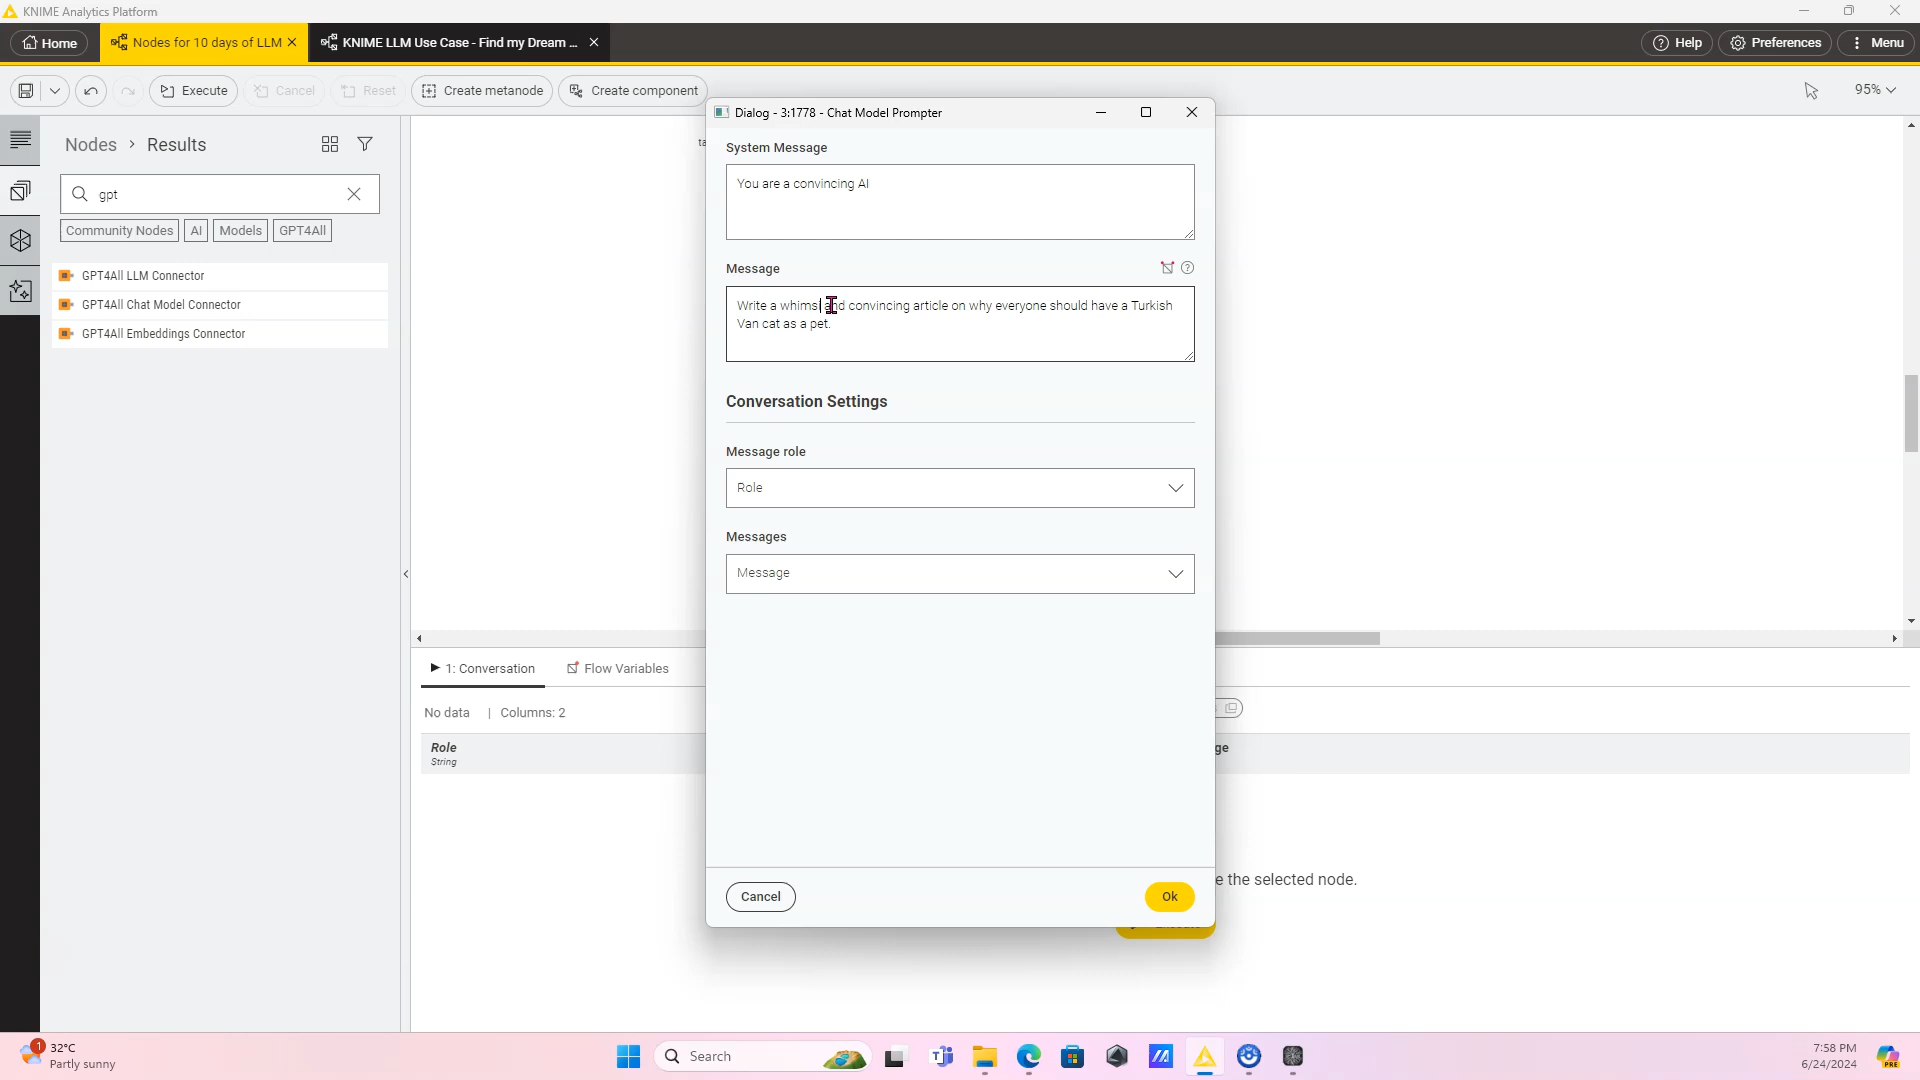 KNIME Analytics Platform
Home
Nodes for 10 days of LLM
KNIME LLM Use Case - Find my Dream ...
Help
Preferences
Menu
Execute
Cancel
Reset
Create metanode
Create component
95%
Nodes > Results
gpt
Community Nodes
AI
Models
GPT4All
GPT4All LLM Connector
GPT4All Chat Model Connector
GPT4All Embeddings Connector
Dialog - 3:1778 - Chat Model Prompter
System Message
You are a convincing AI
Message
Write a whimsi and convincing article on why everyone should have a Turkish
Van cat as a pet.
Conversation Settings
Message role
Role
Messages
Message
Cancel
Ok
1: Conversation
Flow Variables
No data | Columns: 2
Role
String
ge
e the selected node.
1
32°C
Partly sunny
Search
7:58 PM
6/24/2024
PRE